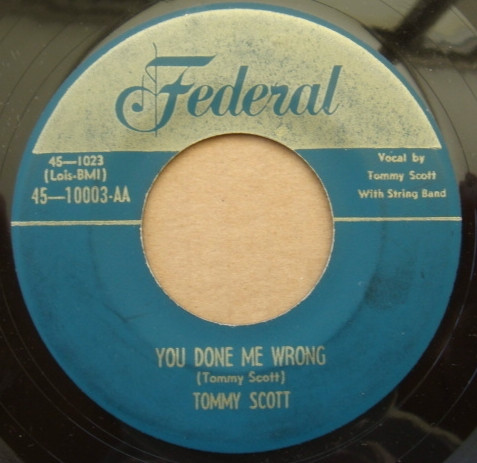 Federal
45—1023
(Lois-BMI)
45—10003-AA
Vocal by
Tommy Scott
With String Band
YOU DONE ME WRONG
(Tommy Scott)
TOMMY SCOTT